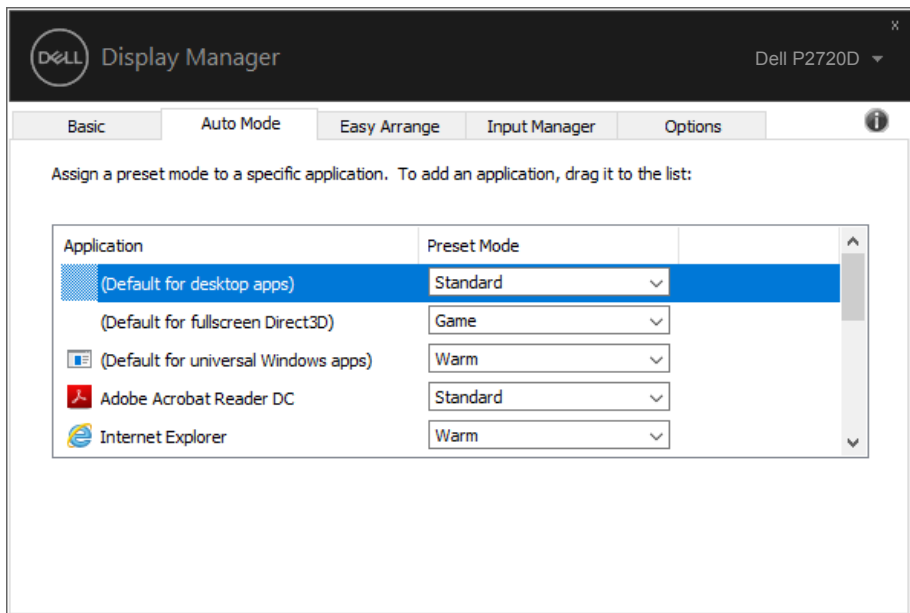 x
DELL Display Manager
Dell P2720D
Basic Auto Mode Easy Arrange Input Manager Options
Assign a preset mode to a specific application. To add an application, drag it to the list:
Application Preset Mode
(Default for desktop apps) Standard
(Default for fullscreen Direct3D) Game
(Default for universal Windows apps) Warm
Adobe Acrobat Reader DC Standard
Internet Explorer Warm